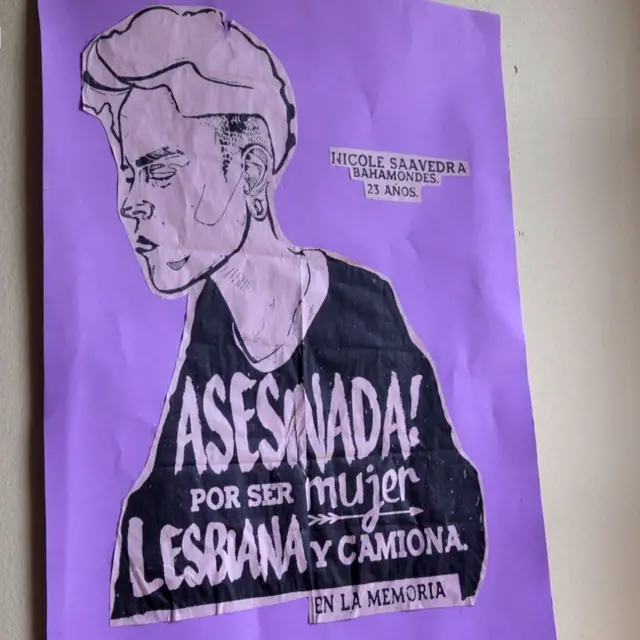 NICOLE SAAVEDRA
BAHAMONDES.
23 AÑOS.
ASESINADA!
POR SER mujer
LESBIANA Y CAMIONA.
EN LA MEMORIA